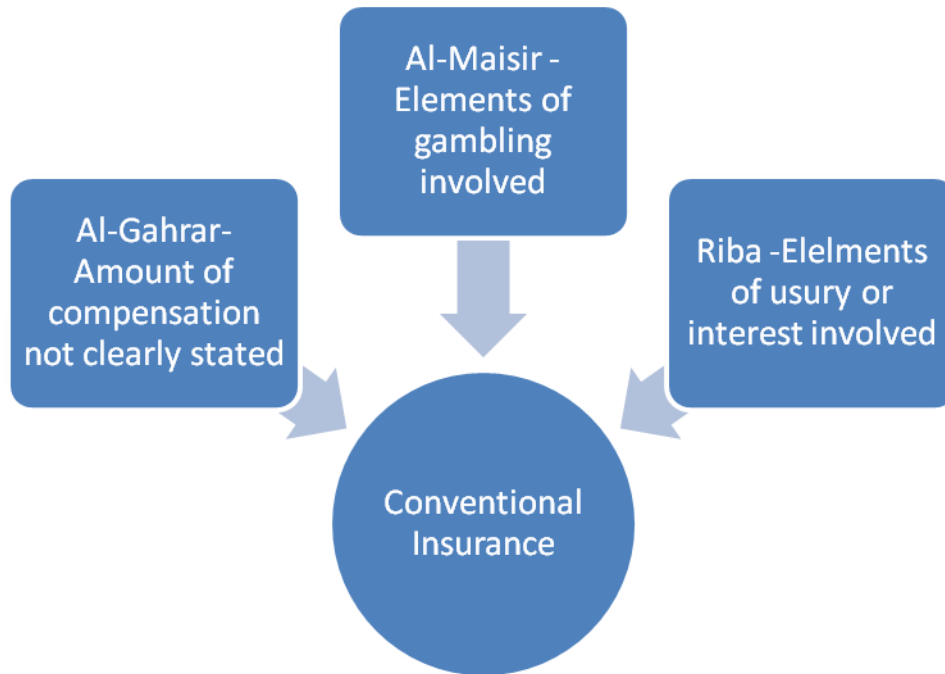 Al-Maisir -
Elements of
gambling
involved
Al-Gahrar-
Amount of
compensation
not clearly stated
Riba -Elelments
of usury or
interest involved
Conventional
Insurance